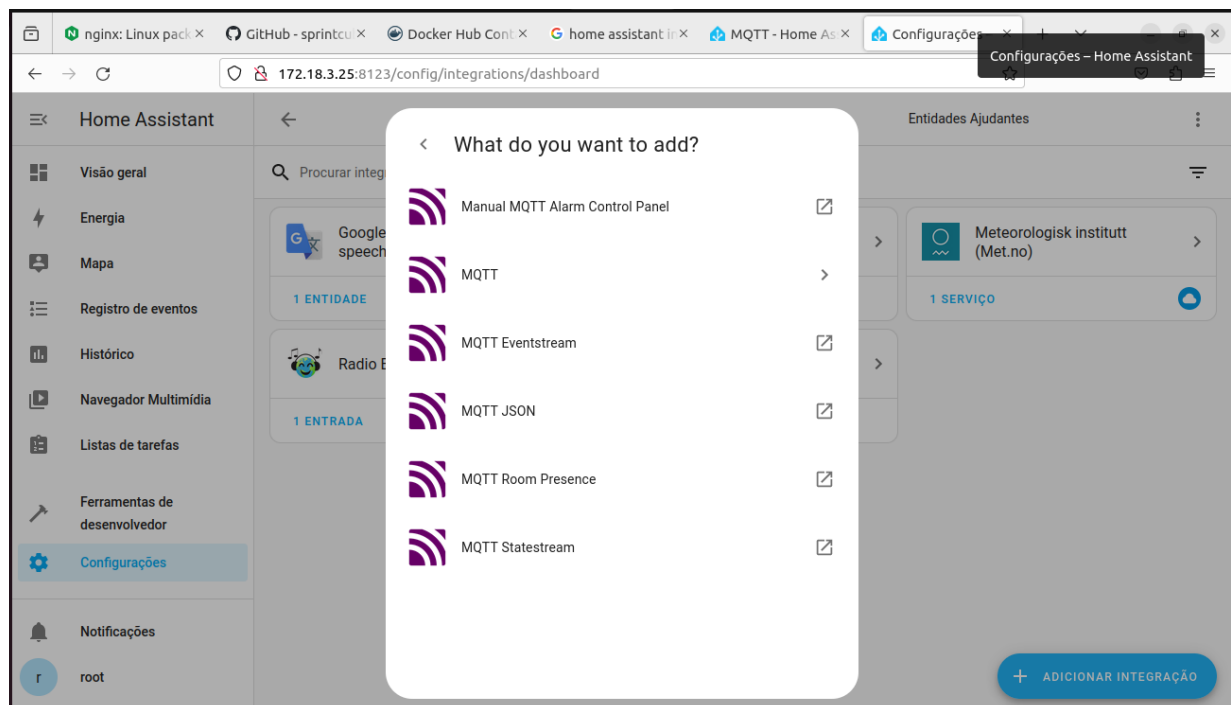 nginx: Linux pack
GitHub - sprintcu
Docker Hub Cont
home assistant in
MQTT - Home As
Configurações -
Configurações – Home Assistant
172.18.3.25:8123/config/integrations/dashboard
Home Assistant
Entidades Ajudantes
Visão geral
Energia
Mapa
Registro de eventos
Histórico
Navegador Multimídia
Listas de tarefas
Ferramentas de
desenvolvedor
Configurações
Notificações
r
root
Procurar integ
Google
speech
1 ENTIDADE
Radio
1 ENTRADA
What do you want to add?
Manual MQTT Alarm Control Panel
MQTT
MQTT Eventstream
MQTT JSON
MQTT Room Presence
MQTT Statestream
Meteorologisk institutt
(Met.no)
1 SERVIÇO
ADICIONAR INTEGRAÇÃO